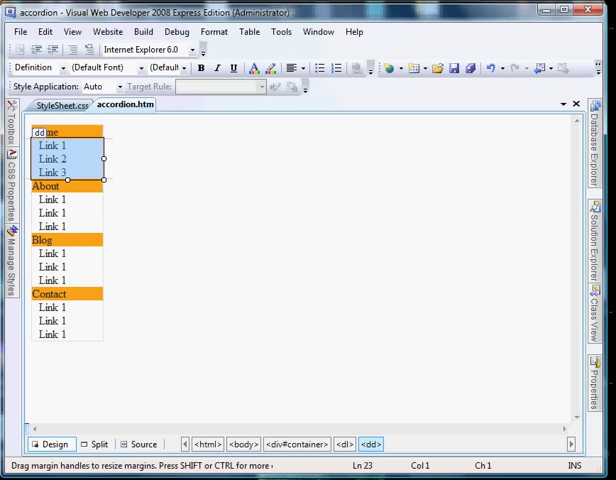 accordion - Visual Web Developer 2008 Express Edition (Administrator)
File Edit View Website Build Debug Format Table Tools Window Help
Internet Explorer 6.0
Definition (Default Font) (Defaul B I U A
Style Application: Auto Target Rule:
StyleSheet.css accordion.htm
Toolbox
CSS Properties
Manage Styles
dd me
Link 1
Link 2
Link 3
About
Link 1
Link 1
Link 1
Blog
Link 1
Link 1
Link 1
Contact
Link 1
Link 1
Link 1
Database Explorer
Solution Explorer
Class View
Properties
Design Split Source <html> <body> <div#container> <dl> <dd>
Drag margin handles to resize margins. Press SHIFT or CTRL for more Ln 23 Col 1 Ch 1 INS